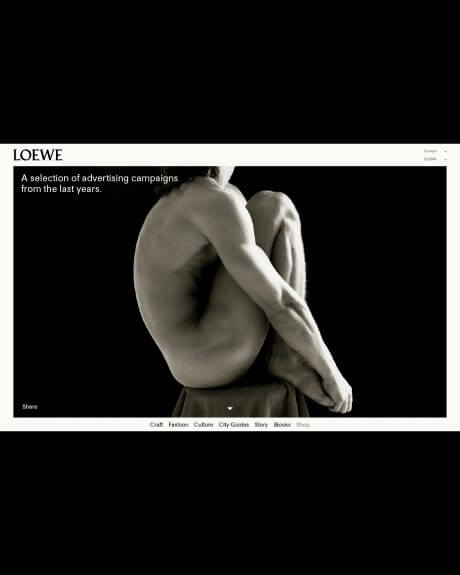 LOEWE
Europe
English
A selection of advertising campaigns
from the last years.
Share
Craft Fashion Culture City Guides Story iBooks Shop